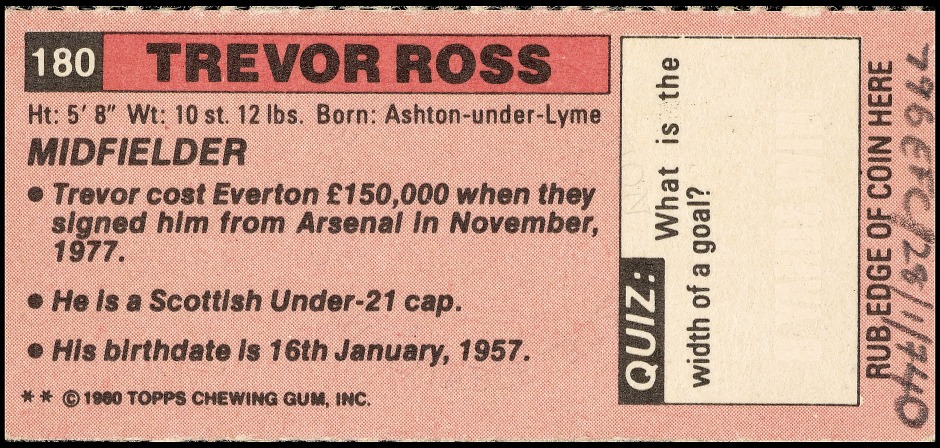 180 TREVOR ROSS
Ht: 5' 8" Wt: 10 st. 12 lbs. Born: Ashton-under-Lyme
MIDFIELDER
• Trevor cost Everton £150,000 when they
signed him from Arsenal in November,
1977.
• He is a Scottish Under-21 cap.
• His birthdate is 16th January, 1957.
** © 1980 TOPPS CHEWING GUM, INC.
QUIZ: What is the
width of a goal?
RUB EDGE OF COIN HERE